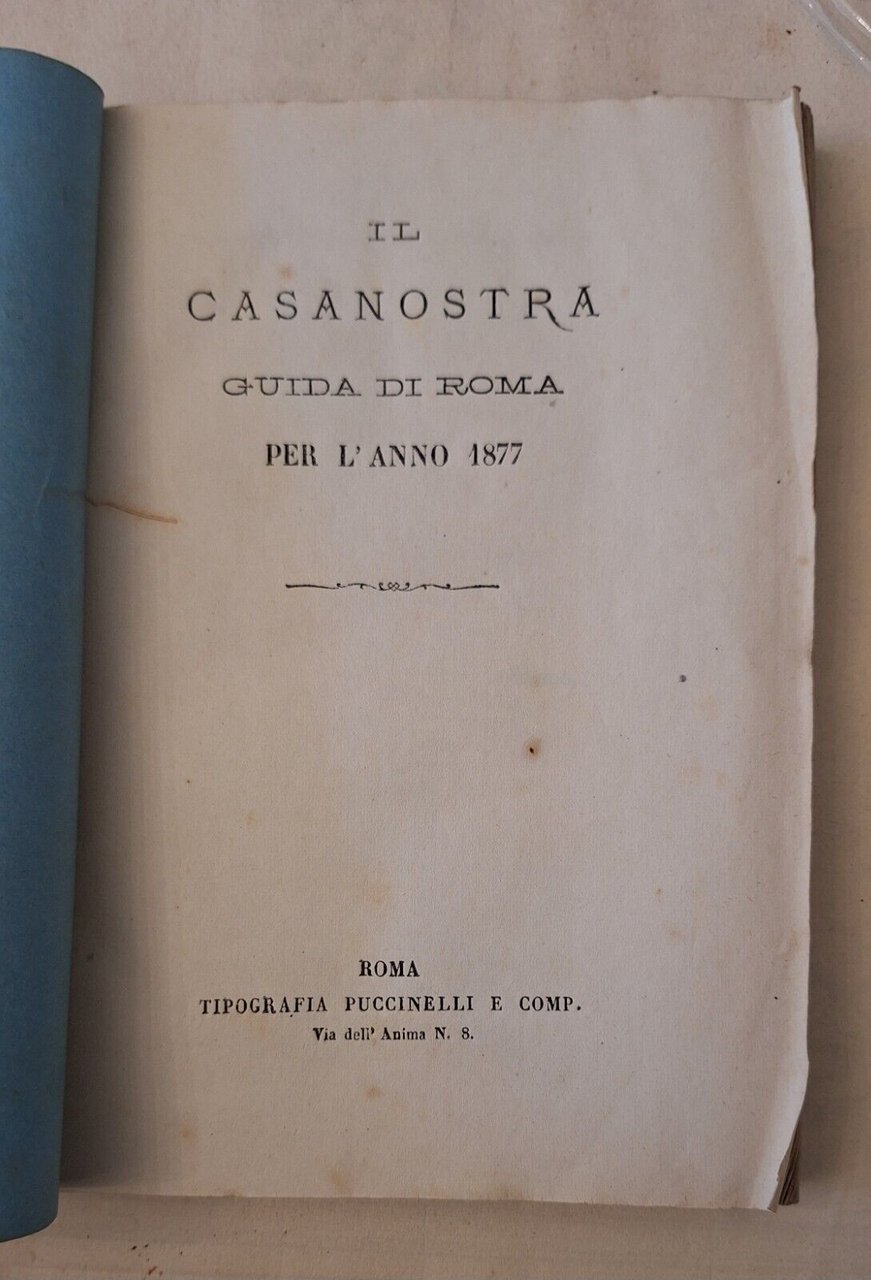 IL
CASANOSTRA
GUIDA DI ROMA
PER L'ANNO 1877
ROMA
TIPOGRAFIA PUCCINELLI E COMP.
Via dell' Anima N. 8.